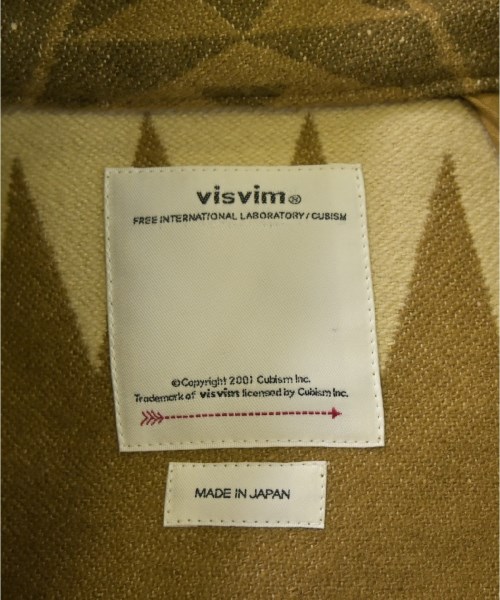 visvim®
FREE INTERNATIONAL LABORATORY / CUBISM
©Copyright 2001 Cubism Inc.
Trademark of visvim licensed by Cubism Inc.
MADE IN JAPAN